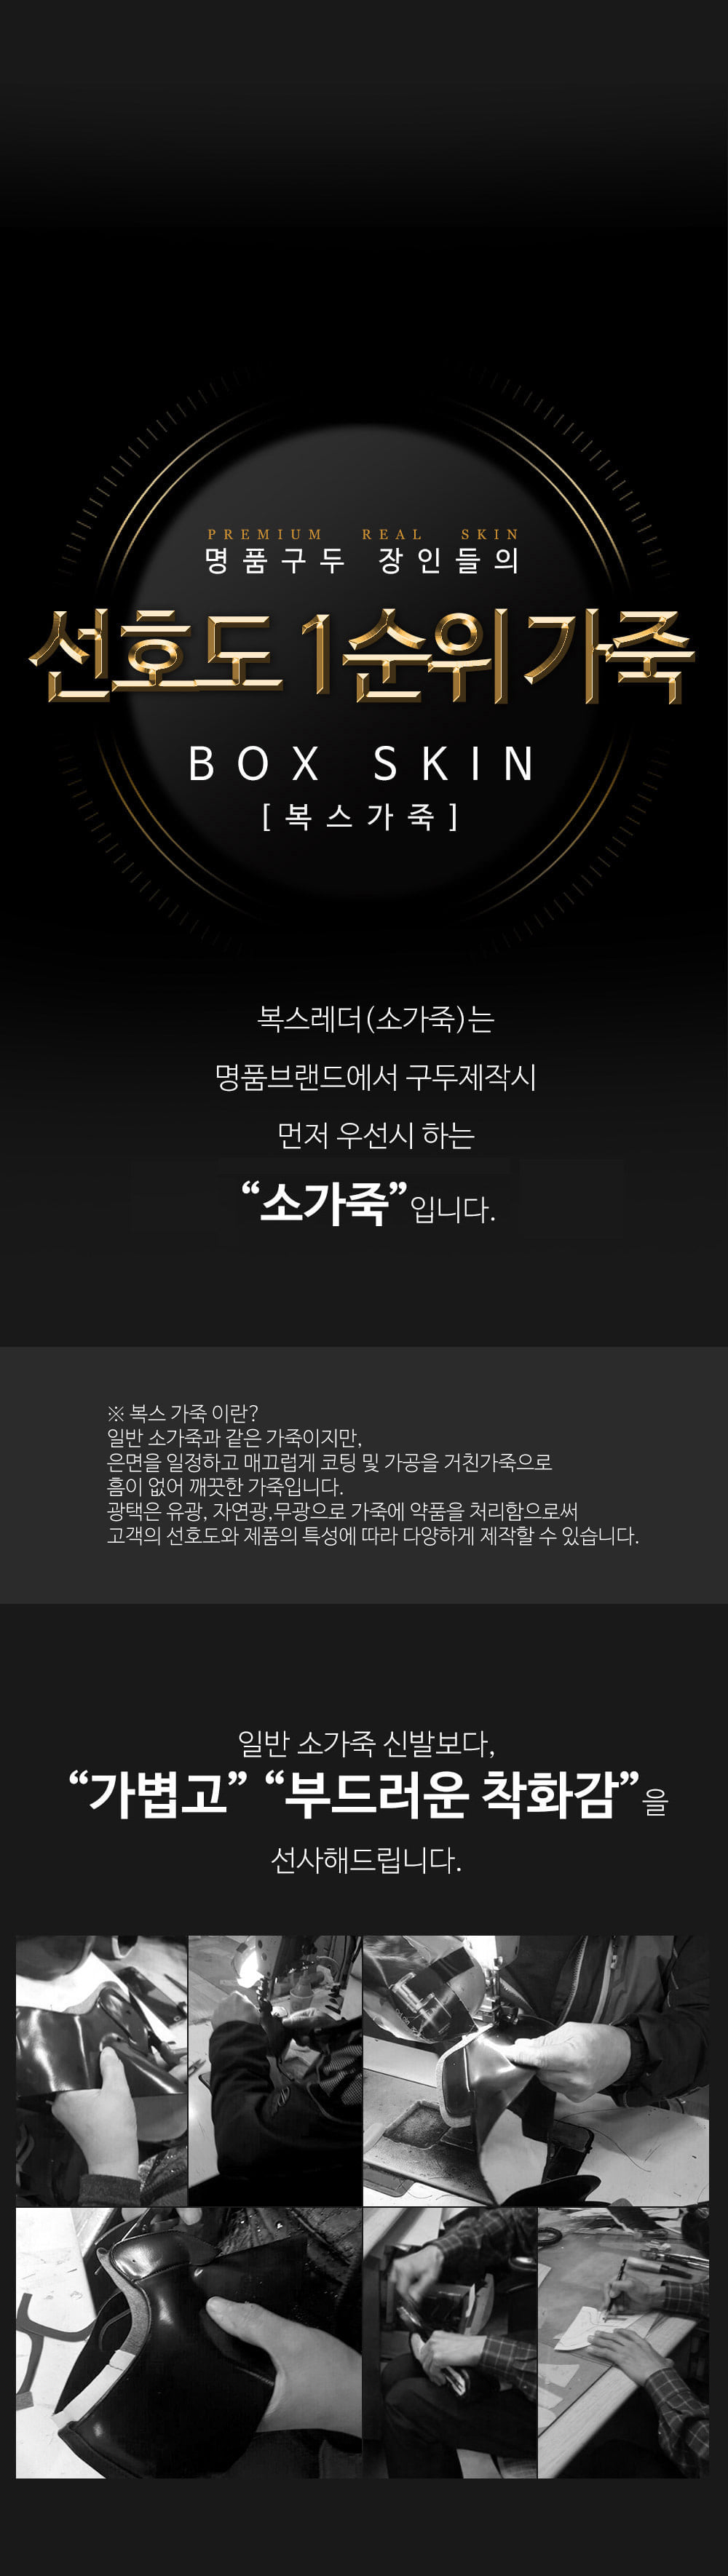 PREMIUM REAL SKIN
명품구두 장인들의
선호도 1순위가죽
BOX SKIN
[복스가죽]
복스레더(소가죽)는
명품브랜드에서 구두제작시
먼저 우선시 하는
“소가죽”입니다.
※ 복스 가죽 이란?
일반 소가죽과 같은 가죽이지만,
은면을 일정하고 매끄럽게 코팅 및 가공을 거친가죽으로
흠이 없어 깨끗한 가죽입니다.
광택은 유광, 자연광,무광으로 가죽에 약품을 처리함으로써
고객의 선호도와 제품의 특성에 따라 다양하게 제작할 수 있습니다.
일반 소가죽 신발보다,
“가볍고” “부드러운 착화감”을
선사해드립니다.